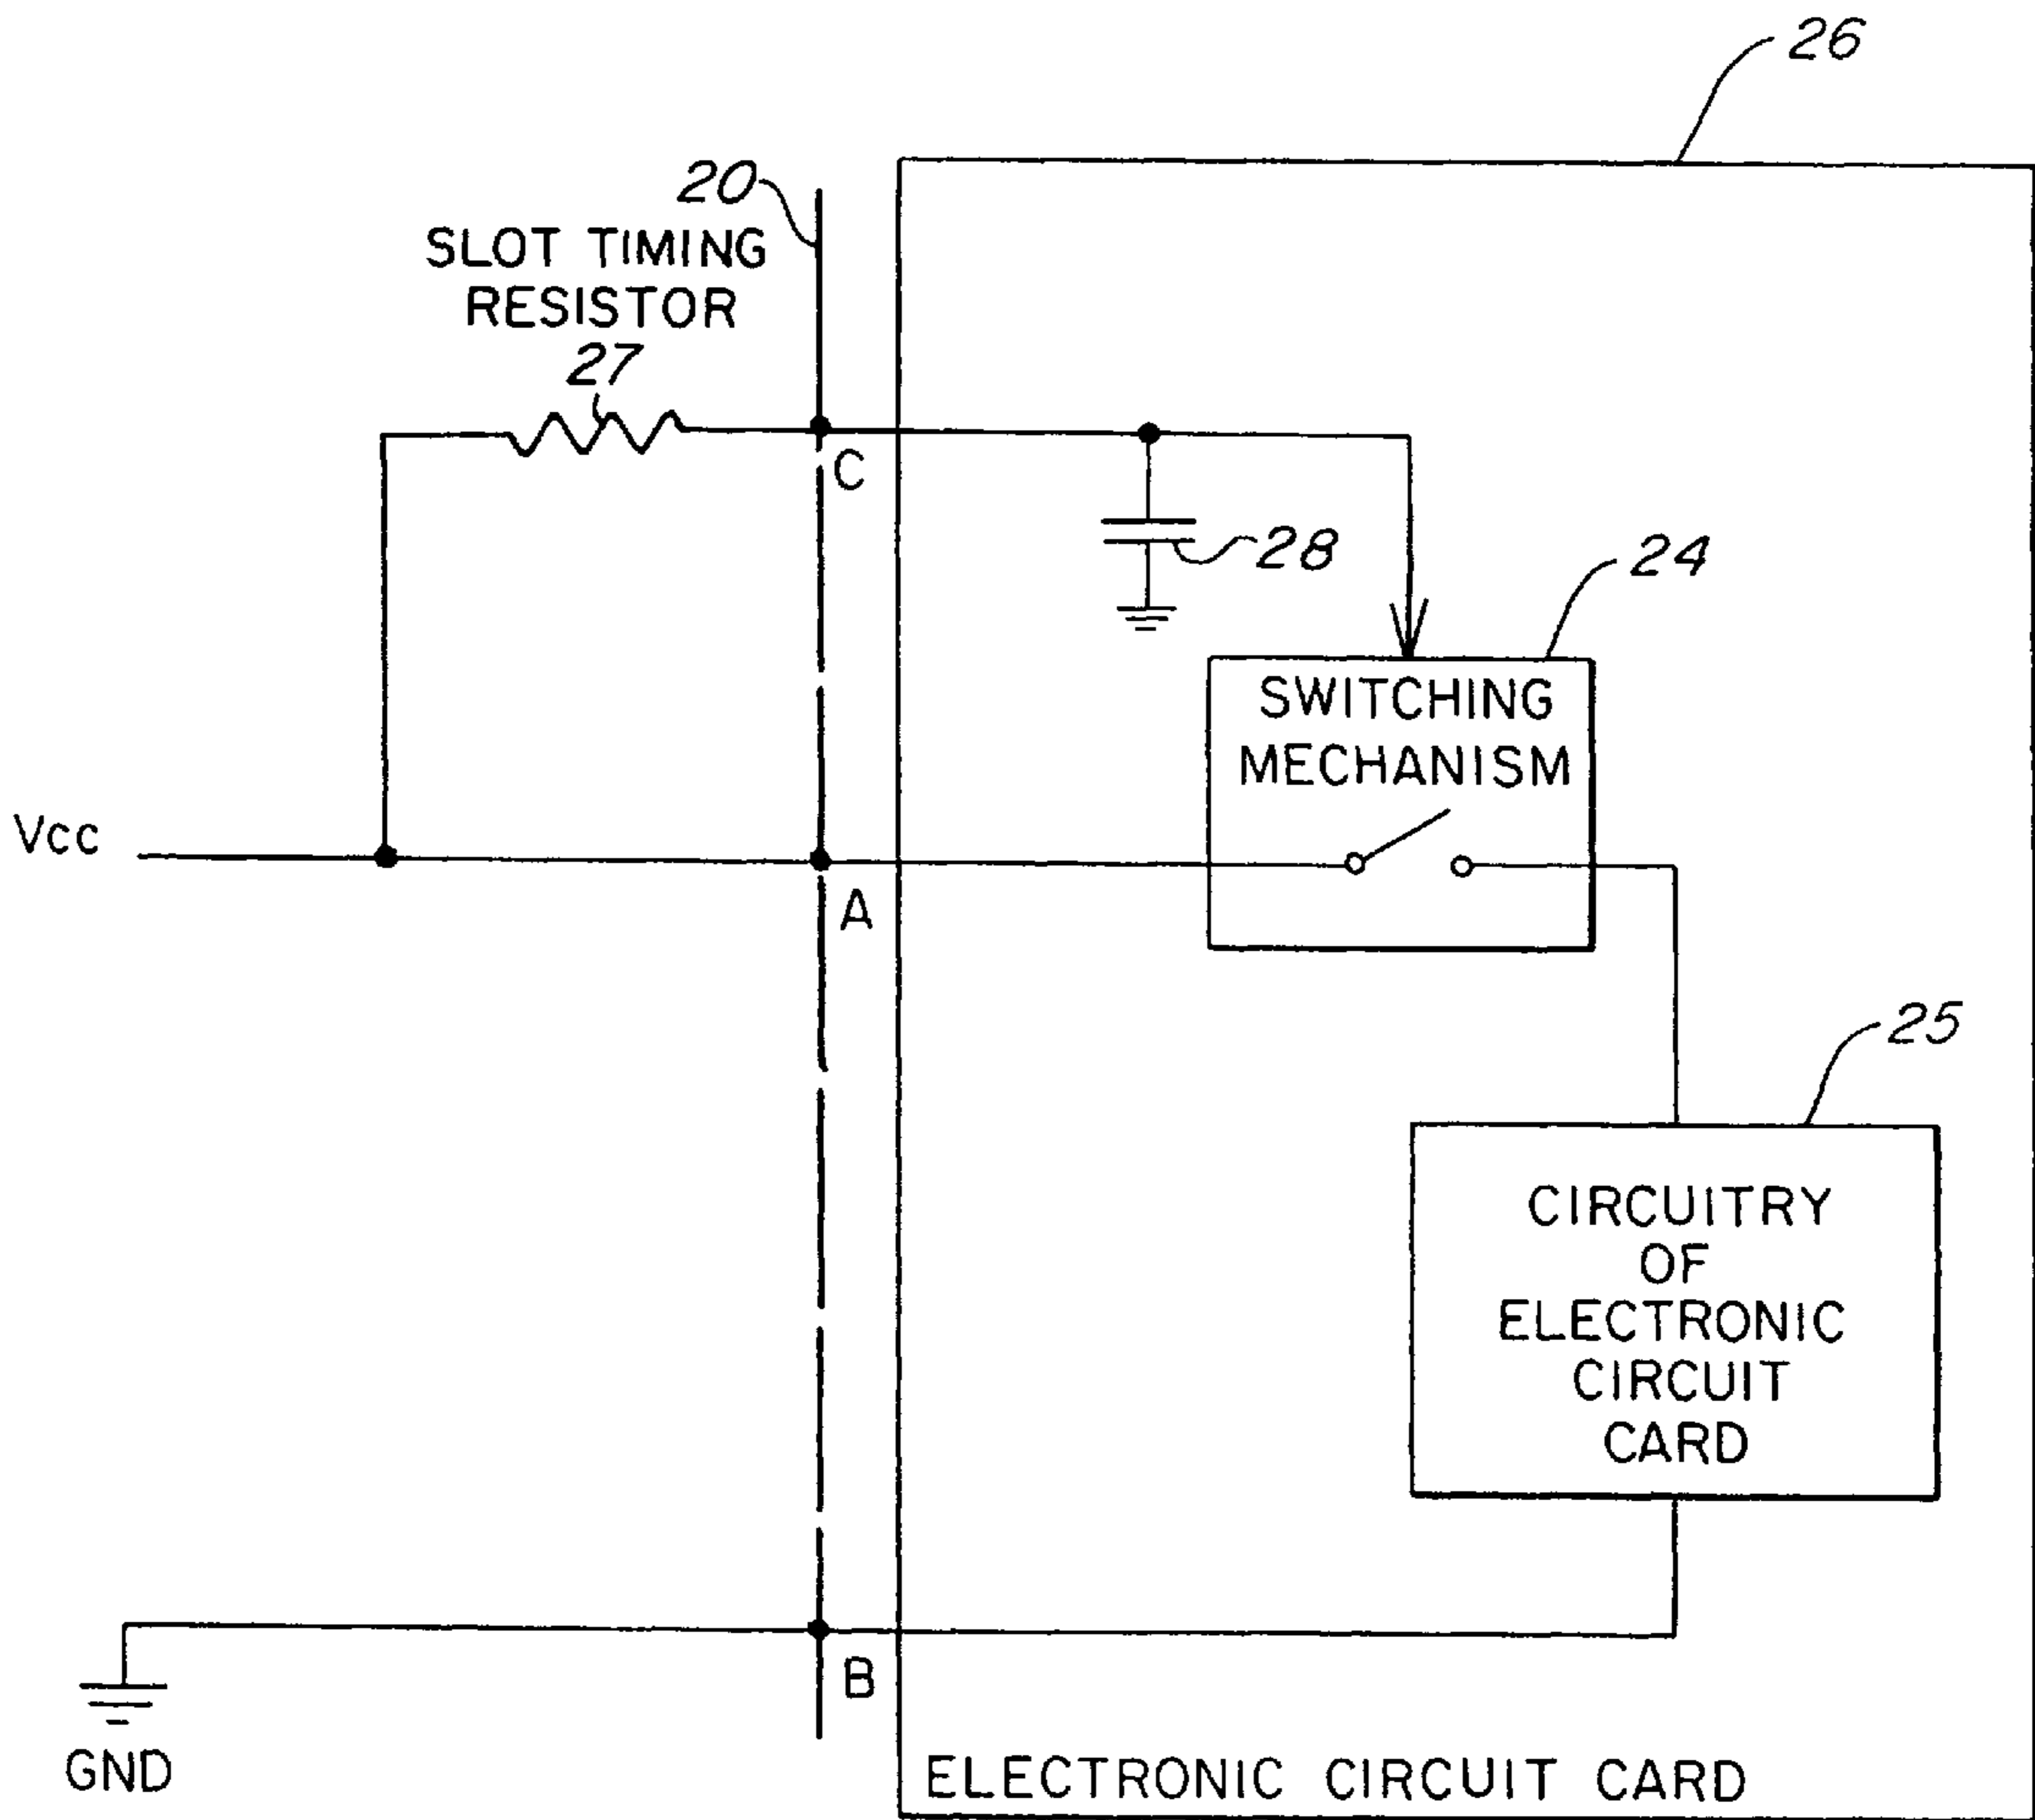 26
20
SLOT TIMING
RESISTOR
27
C
28
24
SWITCHING
MECHANISM
Vcc
A
25
CIRCUITRY
OF
ELECTRONIC
CIRCUIT
CARD
B
GND
ELECTRONIC CIRCUIT CARD